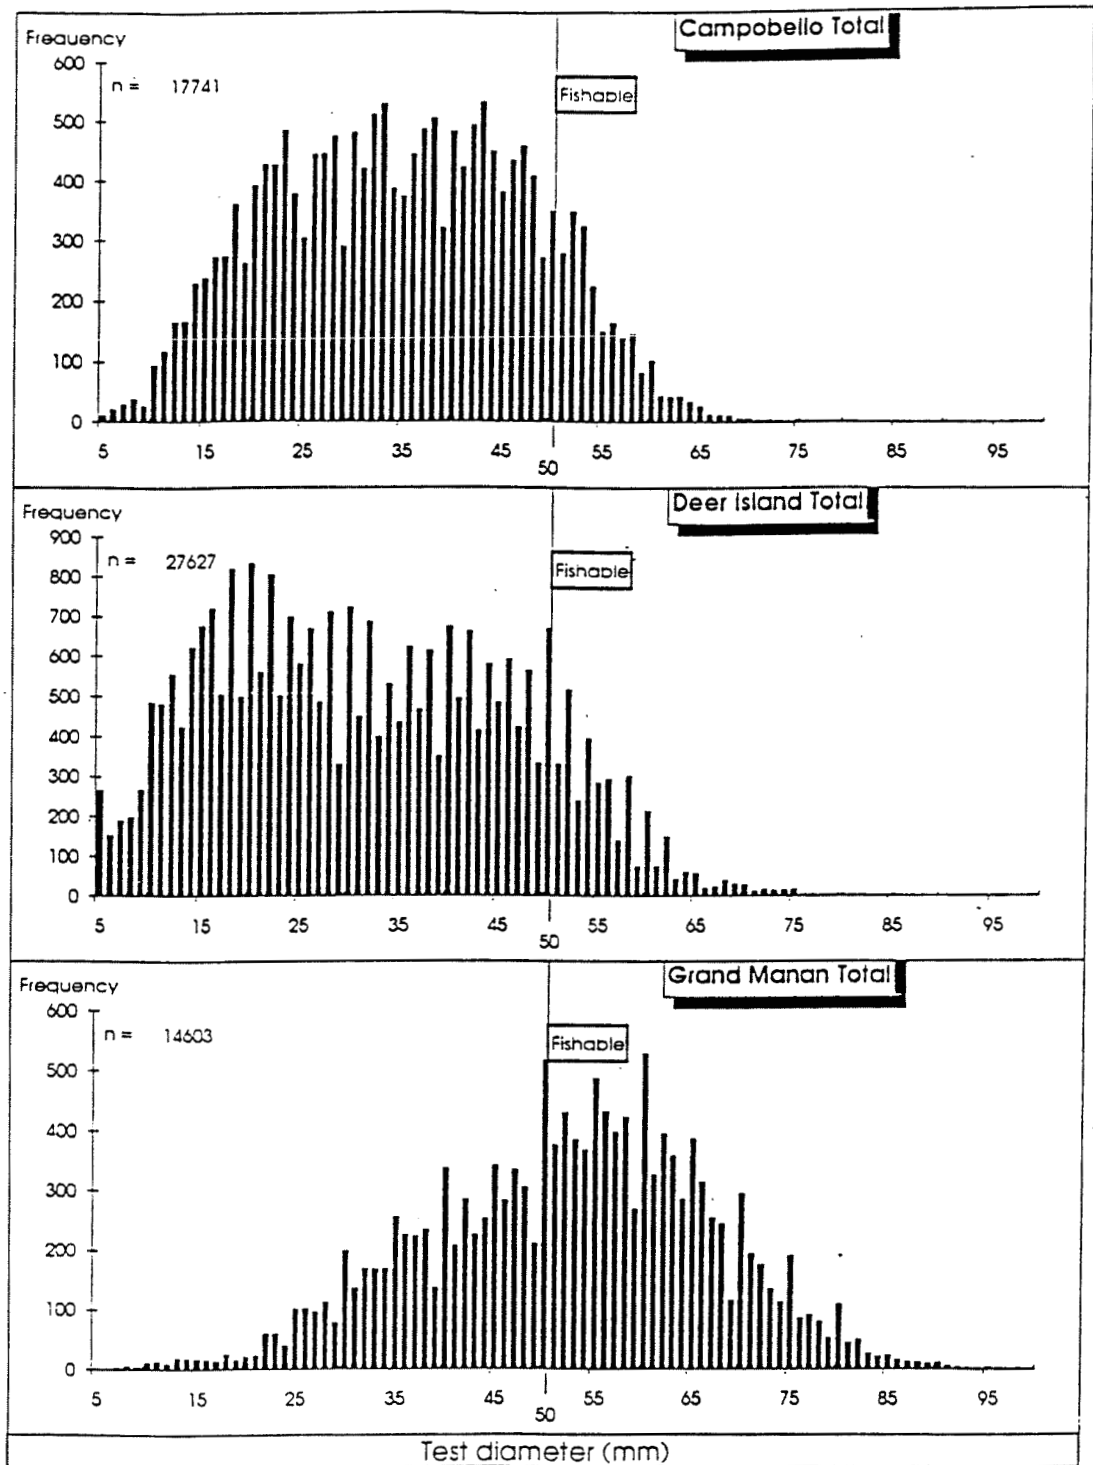 Campobello Total
Frequency
600
n = 17741
Fishable
500
400
300
200
100
0
5 15 25 35 45 55 65 75 85 95
50
Deer Island Total
Frequency
900
n = 27627
Fishable
800
700
600
500
400
300
200
100
0
5 15 25 35 45 55 65 75 85 95
50
Grand Manan Total
Frequency
600
n = 14603
Fishable
500
400
300
200
100
0
5 15 25 35 45 55 65 75 85 95
50
Test diameter (mm)